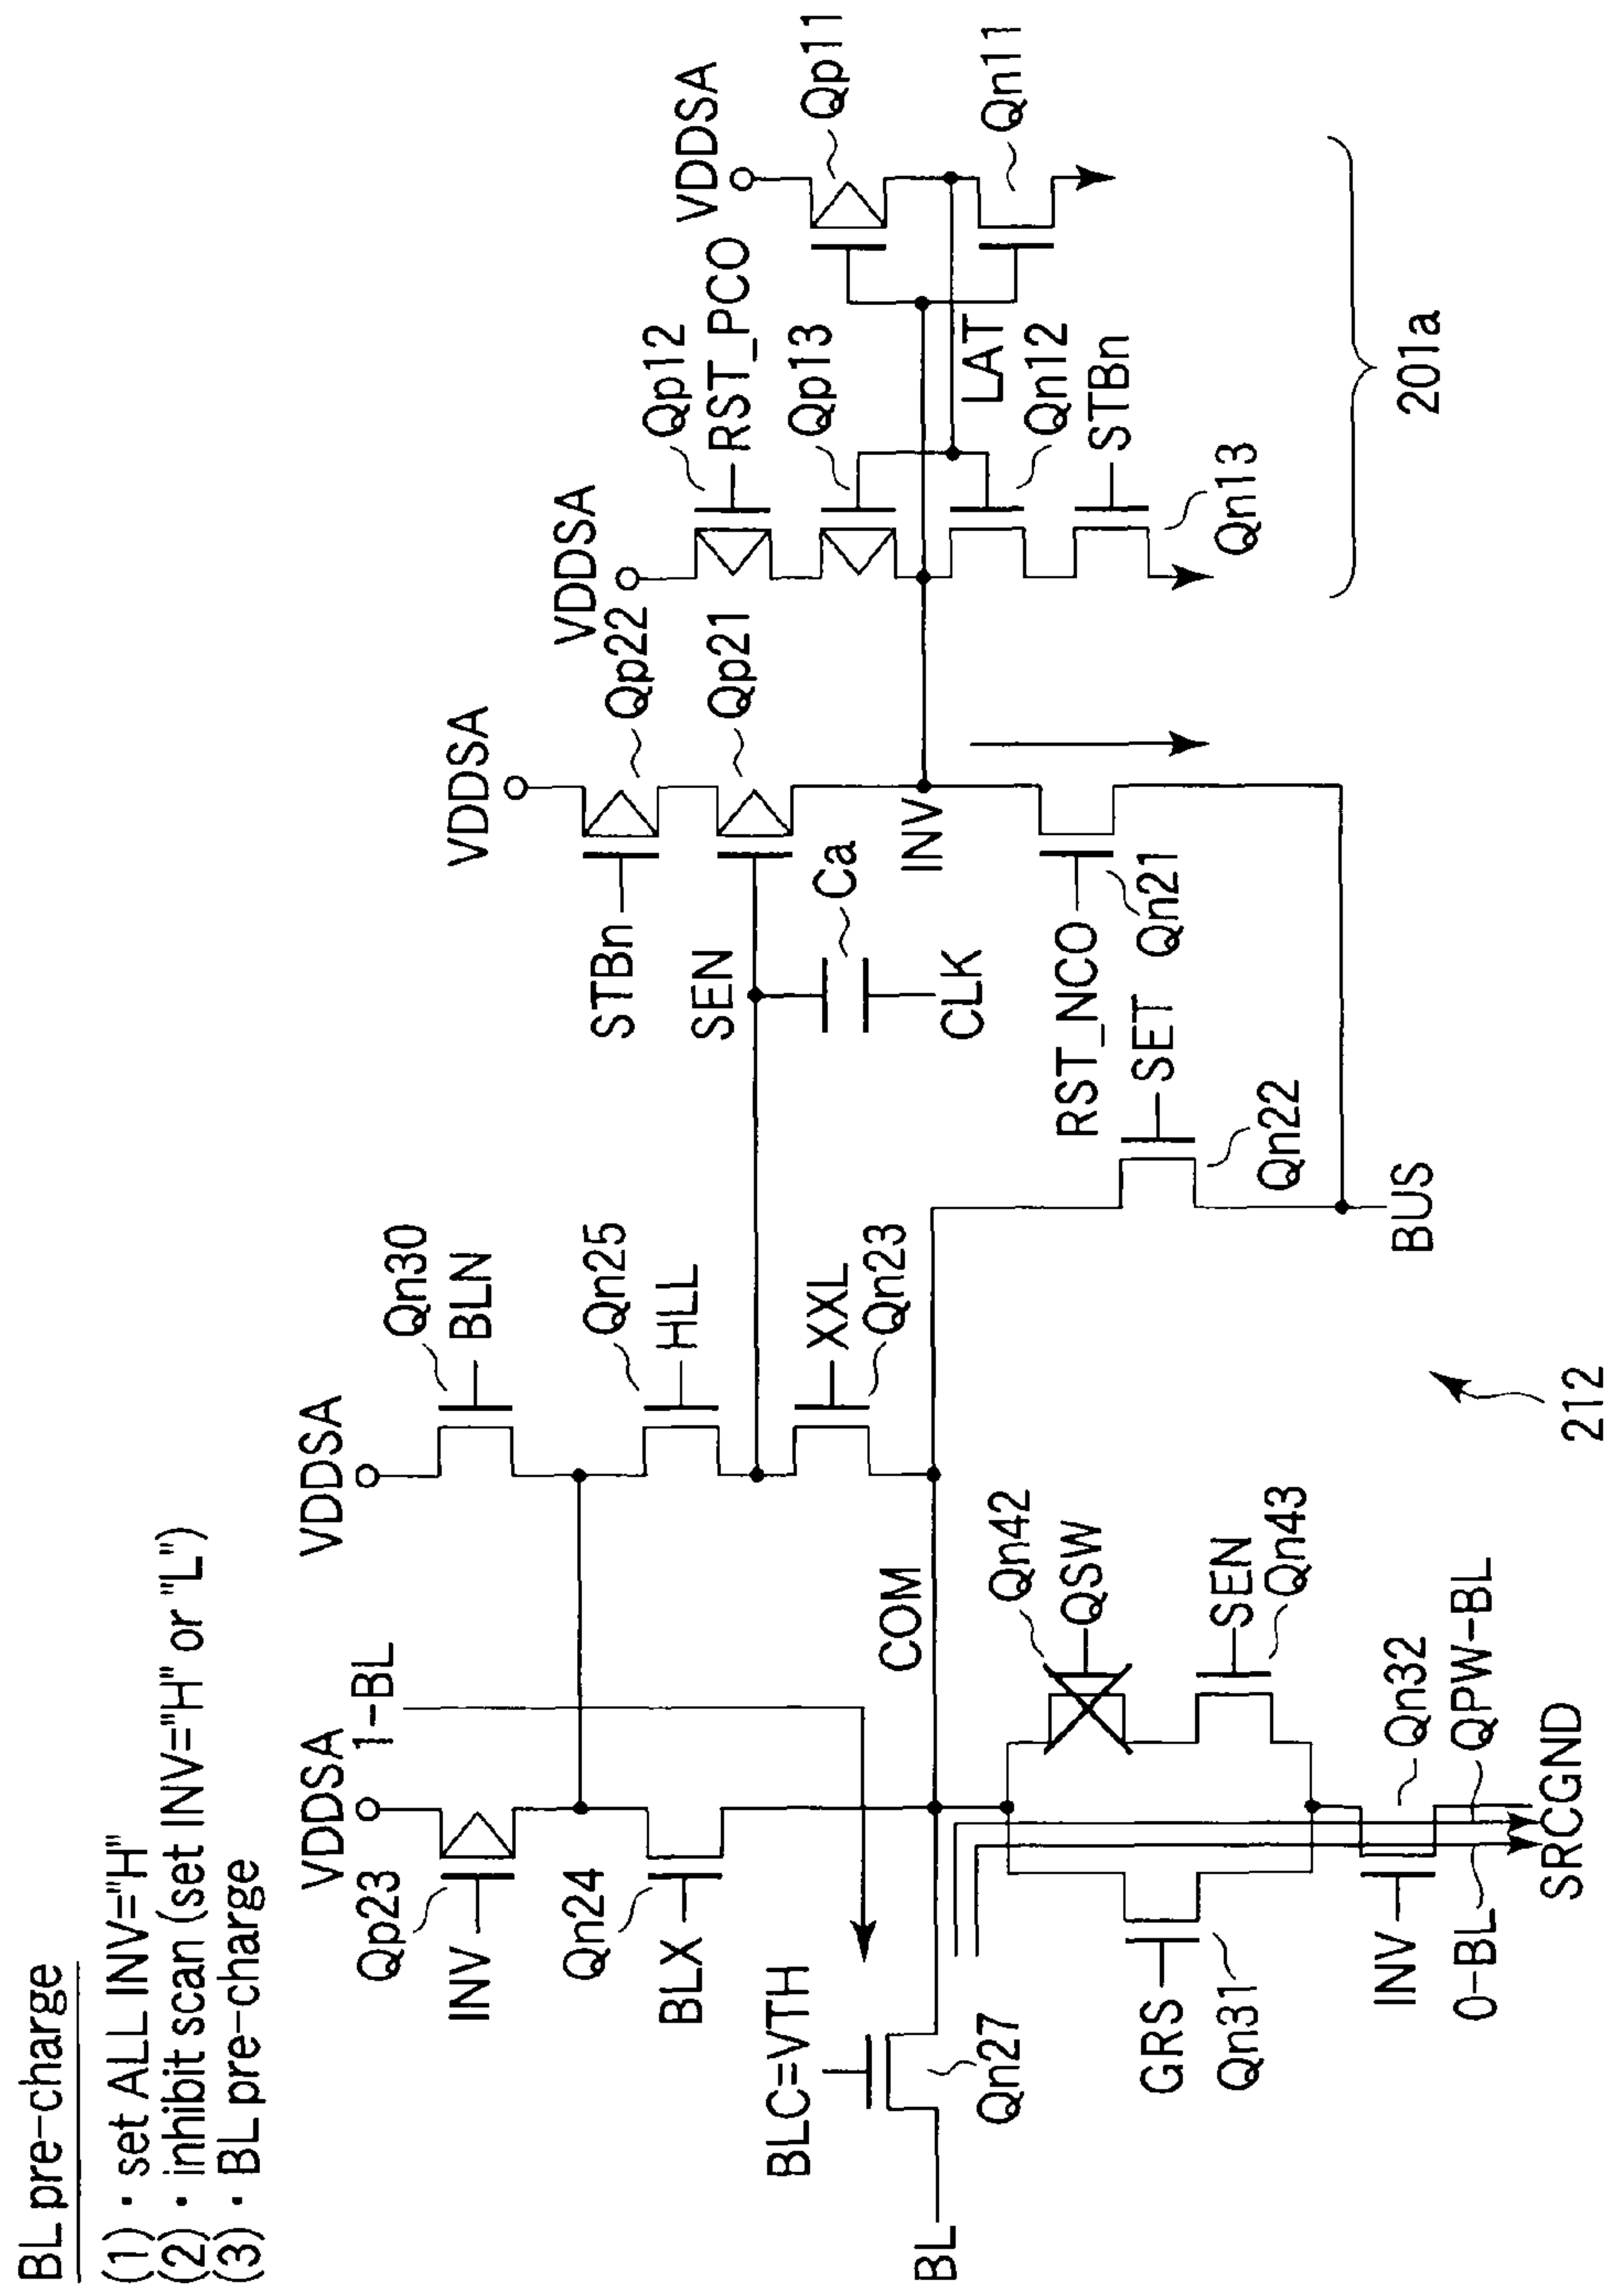 BL pre-charge
(1)・set ALL INV="H"
(2)・inhibit scan (set INV="H" or "L")
(3)・BL pre-charge
VDDSA
1-BL
Qp23
INV
Qn24
BLX
BLC=VTH
BL
Qn27
COM
VDDSA
Qn30
BLN
Qn25
HLL
XXL
Qn23
Qn42
QSW
SEN
Qn43
GRS
Qn31
INV
Qn32
0-BL
QPW-BL
SRCGND
212
VDDSA
STBn
Qp22
Qp21
SEN
Ca
CLK
INV
RST_NCO
Qn21
SET
Qn22
BUS
VDDSA
Qp12
RST_PCO
Qp13
LAT
Qn12
STBn
Qn13
VDDSA
Qp11
Qn11
201a